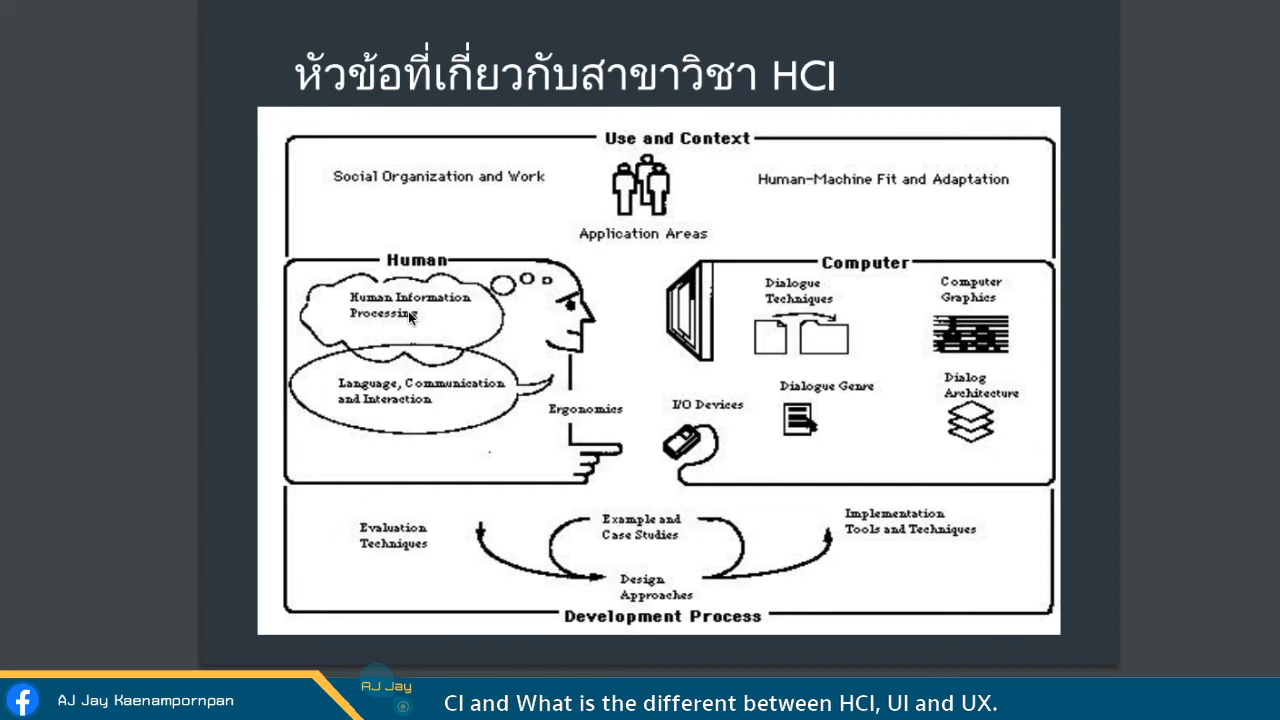 หัวข้อที่เกี่ยวกับสาขาวิชา HCI
Use and Context
Social Organization and Work
Human-Machine Fit and Adaptation
Application Areas
Human
Human Information
Processing
Language, Communication
and Interaction
Ergonomics
Computer
Dialogue
Techniques
Computer
Graphics
Dialogue Genre
Dialog
Architecture
I/O Devices
Evaluation
Techniques
Example and
Case Studies
Implementation
Tools and Techniques
Design
Approaches
Development Process
AJ Jay Kaenampornpan
AJ Jay
CI and What is the different between HCI, UI and UX.